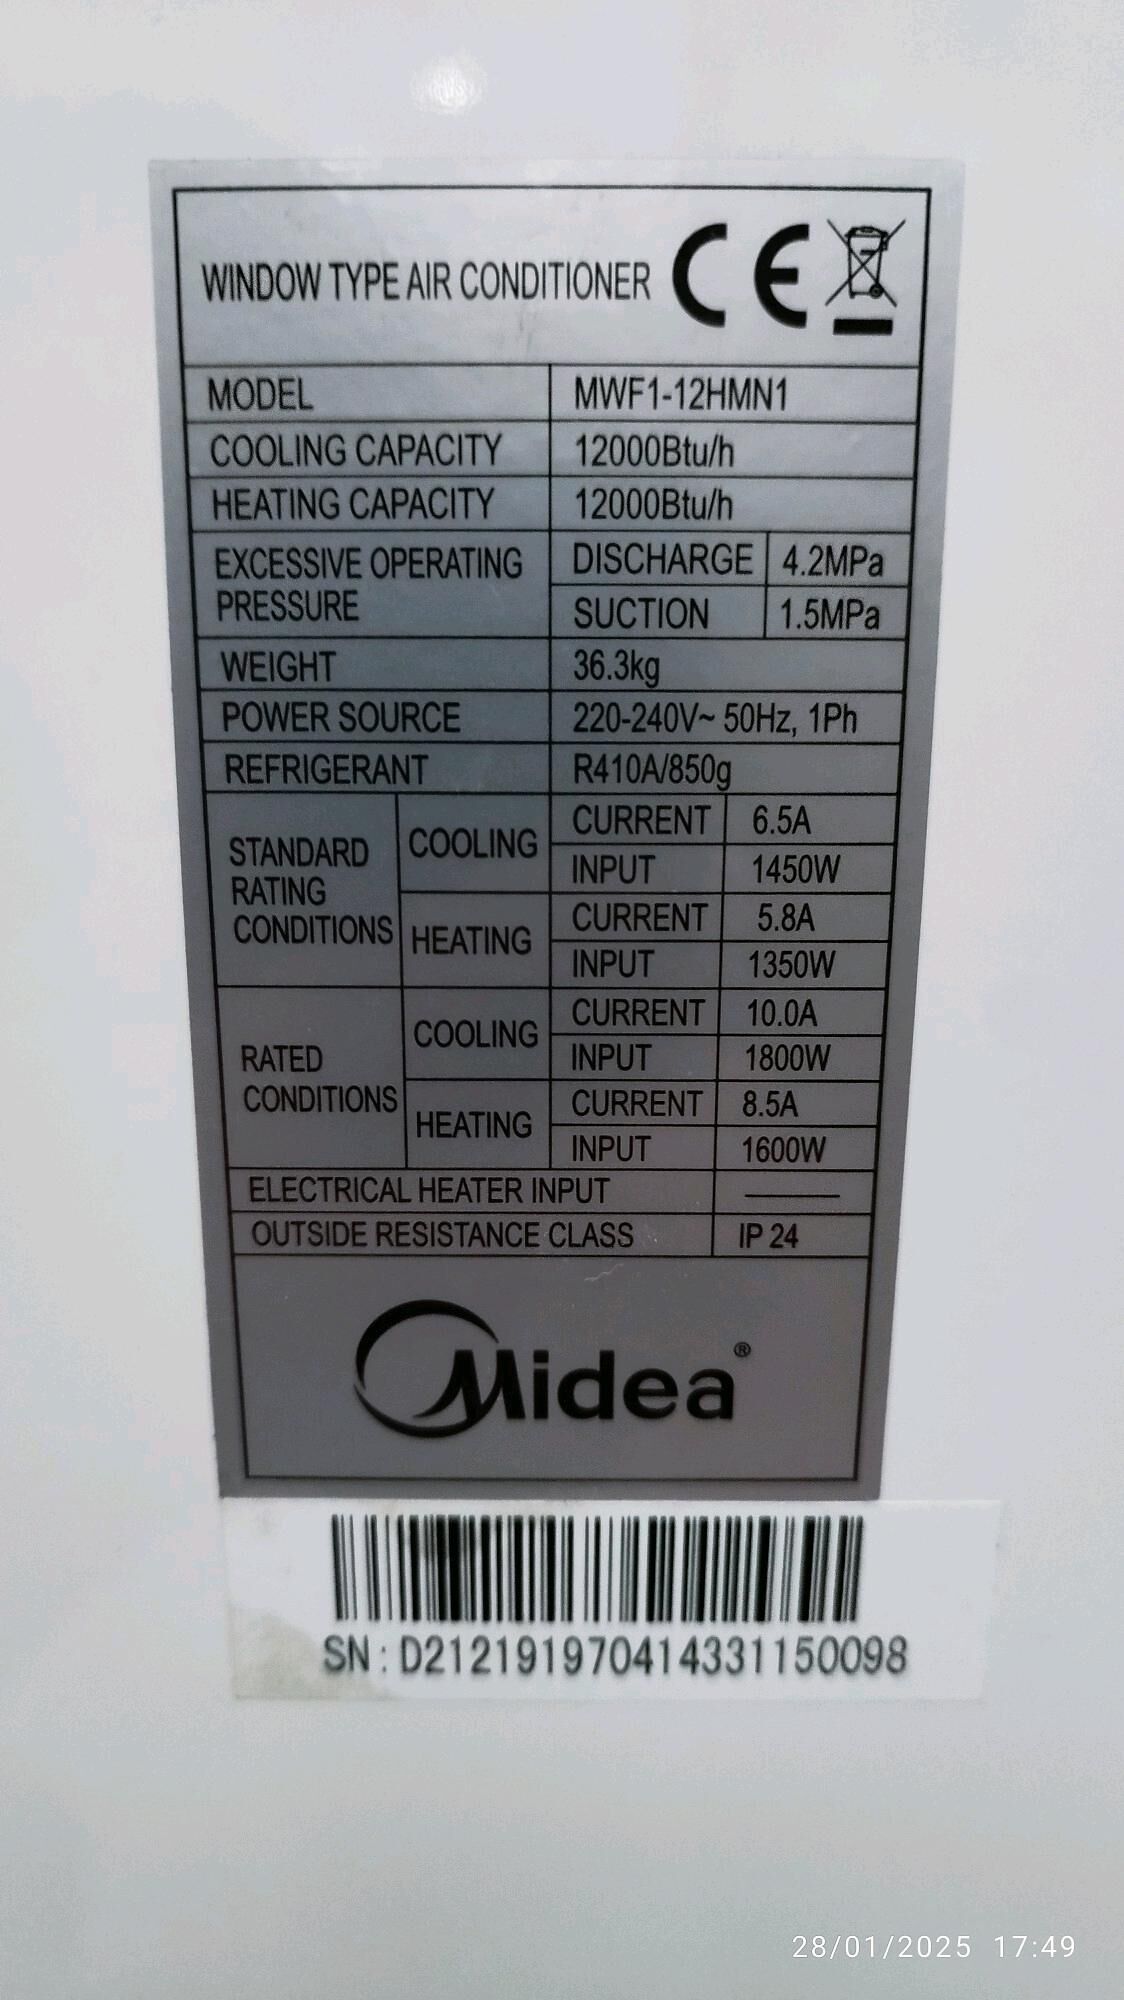 WINDOW TYPE AIR CONDITIONER CE
MODEL MWF1-12HMN1
COOLING CAPACITY 12000Btu/h
HEATING CAPACITY 12000Btu/h
EXCESSIVE OPERATING PRESSURE DISCHARGE 4.2MPa
SUCTION 1.5MPa
WEIGHT 36.3kg
POWER SOURCE 220-240V~ 50Hz, 1Ph
REFRIGERANT R410A/850g
STANDARD RATING CONDITIONS COOLING CURRENT 6.5A
INPUT 1450W
HEATING CURRENT 5.8A
INPUT 1350W
RATED CONDITIONS COOLING CURRENT 10.0A
INPUT 1800W
HEATING CURRENT 8.5A
INPUT 1600W
ELECTRICAL HEATER INPUT ———
OUTSIDE RESISTANCE CLASS IP 24
Midea®
SN : D212191970414331150098
28/01/2025 17:49